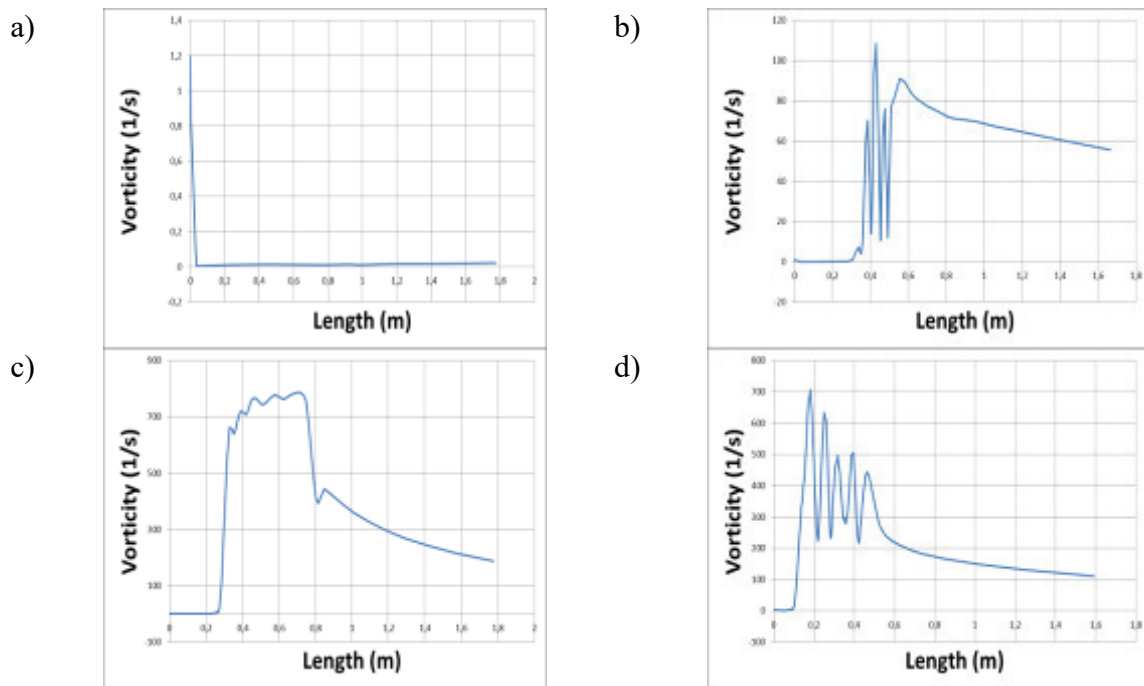 a)
Vorticity (1/s)
1,4
1,2
1
0,8
0,6
0,4
0,2
0
-0,2
0 0,2 0,4 0,6 0,8 1 1,2 1,4 1,6 1,8 2
Length (m)
b)
Vorticity (1/s)
120
100
80
60
40
20
0
-20
0 0,2 0,4 0,6 0,8 1 1,2 1,4 1,6 1,8
Length (m)
c)
Vorticity (1/s)
900
700
500
300
100
-100
0 0,2 0,4 0,6 0,8 1 1,2 1,4 1,6 1,8 2
Length (m)
d)
Vorticity (1/s)
800
700
600
500
400
300
200
100
0
-100
0 0,2 0,4 0,6 0,8 1 1,2 1,4 1,6 1,8
Length (m)